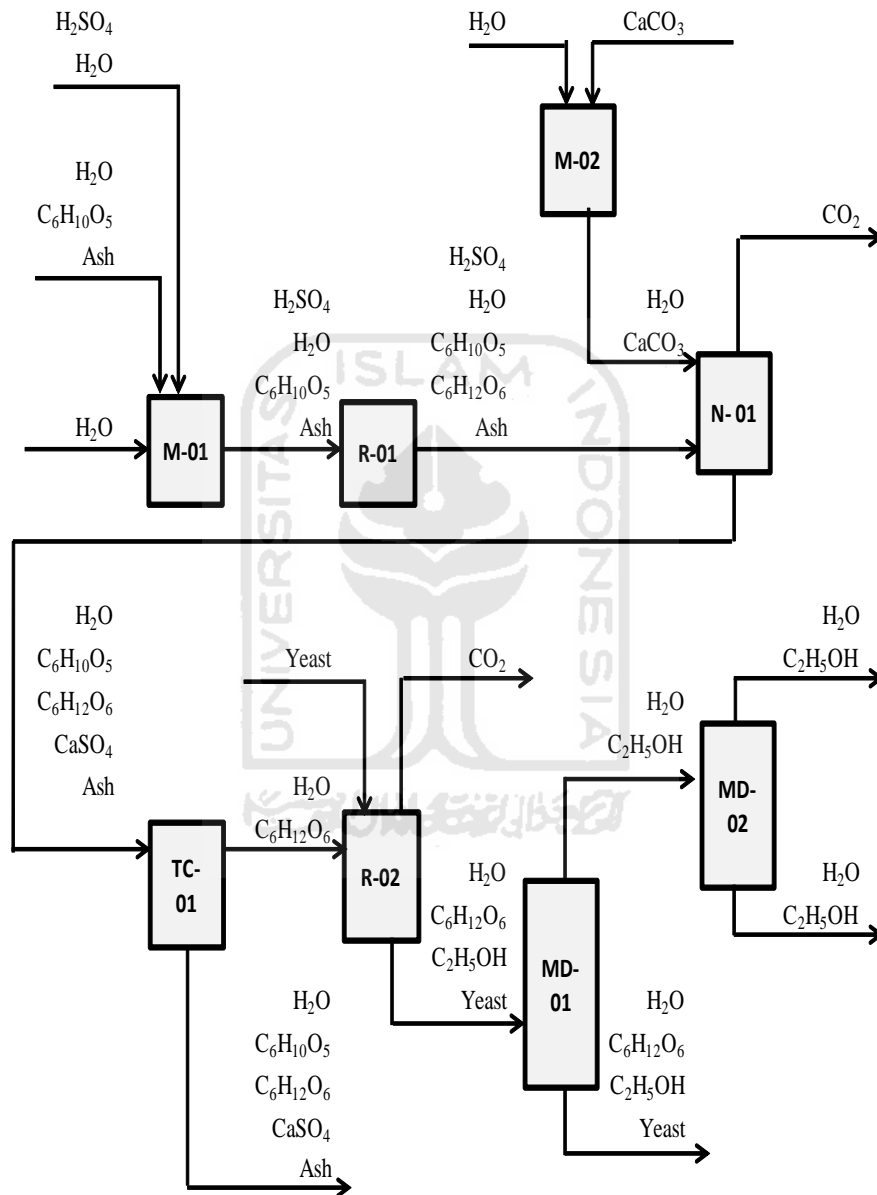 H₂SO₄
H₂O
H₂O
CaCO₃
M-02
H₂O
C₆H₁₀O₅
Ash
CO₂
H₂SO₄
H₂O
C₆H₁₀O₅
C₆H₁₂O₆
Ash
H₂O
CaCO₃
H₂SO₄
H₂O
C₆H₁₀O₅
Ash
H₂O
M-01
R-01
N- 01
ISLAM
UNIVERSITAS
INDONESIA
H₂O
C₆H₁₀O₅
C₆H₁₂O₆
CaSO₄
Ash
Yeast
CO₂
H₂O
C₂H₅OH
H₂O
C₂H₅OH
H₂O
C₆H₁₂O₆
TC-
01
R-02
MD-
02
H₂O
C₂H₅OH
H₂O
C₆H₁₂O₆
C₂H₅OH
Yeast
MD-
01
H₂O
C₆H₁₀O₅
C₆H₁₂O₆
CaSO₄
Ash
H₂O
C₆H₁₂O₆
C₂H₅OH
Yeast